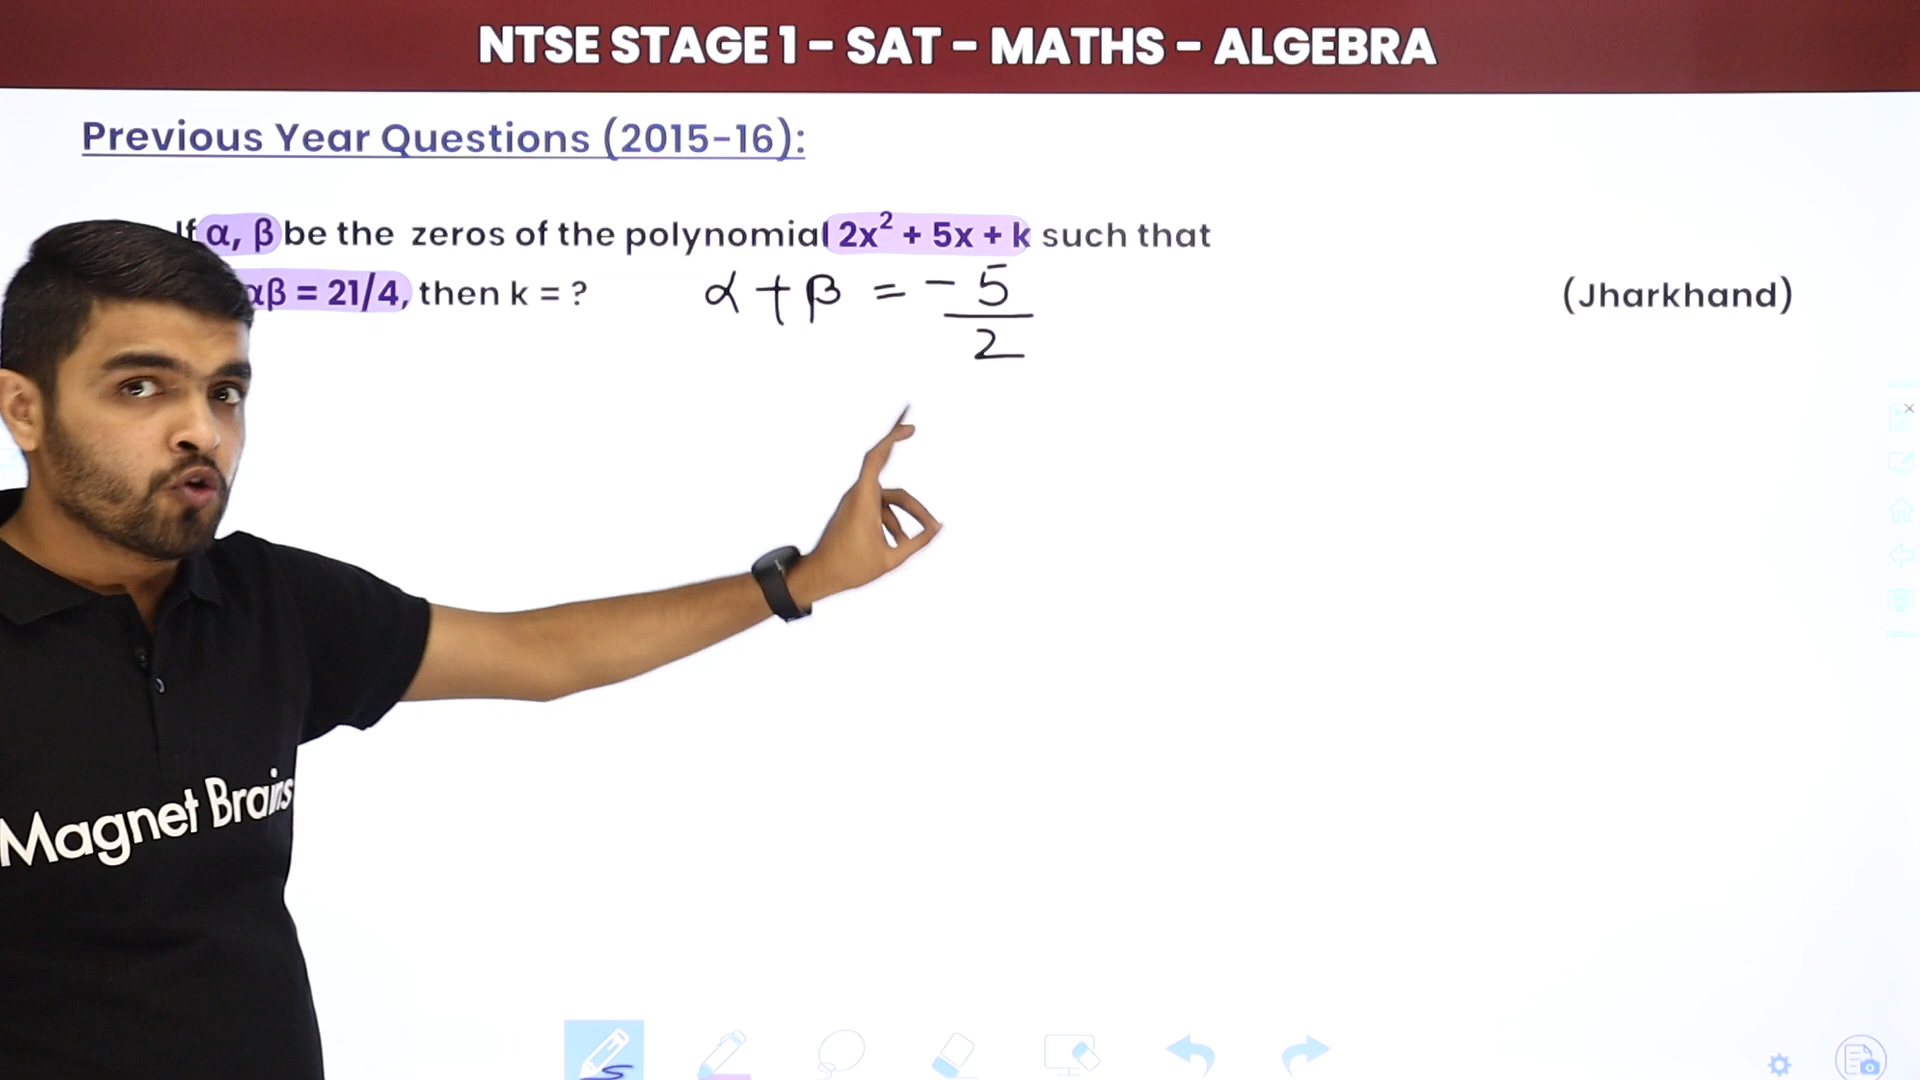 NTSE STAGE 1 - SAT - MATHS - ALGEBRA
Previous Year Questions (2015-16):
If α, β be the zeros of the polynomial 2x² + 5x + k such that
αβ = 21/4, then k = ?
α + β = -5/2
(Jharkhand)
Magnet Brains